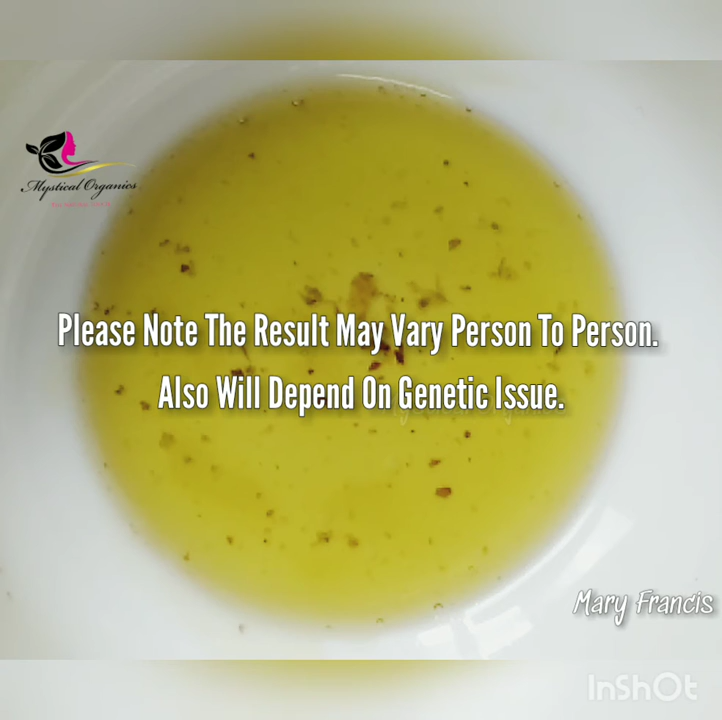 Mystical Organics
Please Note The Result May Vary Person To Person.
Also Will Depend On Genetic Issue.
Mary Francis
InShOt